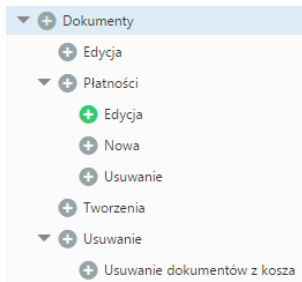 Dokumenty
Edycja
Płatności
Edycja
Nowa
Usuwanie
Tworzenia
Usuwanie
Usuwanie dokumentów z kosza